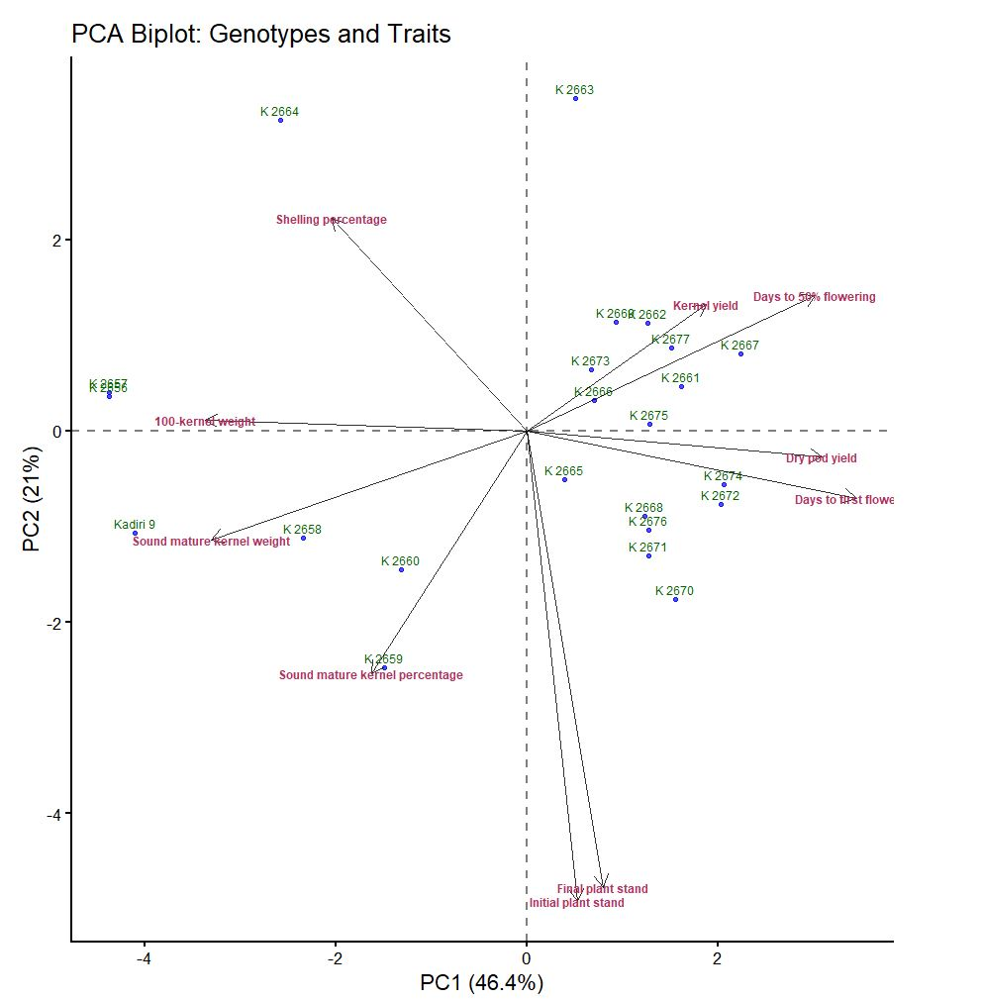 PCA Biplot: Genotypes and Traits
K 2663
K 2664
Shelling percentage
2
Days to 50% flowering
Kernel yield
K 2669
K 2662
K 2677
K 2667
K 2673
K 2661
K 2657
K 2656
K 2666
100-kernel weight
K 2675
0
Dry pod yield
K 2665
K 2674
K 2672
Days to first flowe
K 2668
Kadiri 9
K 2676
K 2658
Sound mature kernel weight
K 2671
K 2660
K 2670
-2
K 2659
Sound mature kernel percentage
-4
Final plant stand
Initial plant stand
-4
-2
0
2
PC1 (46.4%)
PC2 (21%)